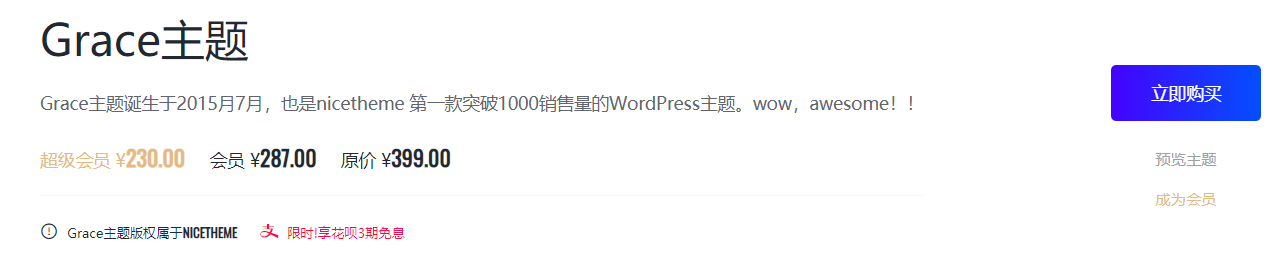 Grace主题
Grace主题诞生于2015月7月，也是nicetheme 第一款突破1000销售量的WordPress主题。wow，awesome！！
立即购买
超级会员 ¥230.00 会员 ¥287.00 原价 ¥399.00
预览主题
成为会员
Grace主题版权属于NICETHEME 支 限时!享花呗3期免息